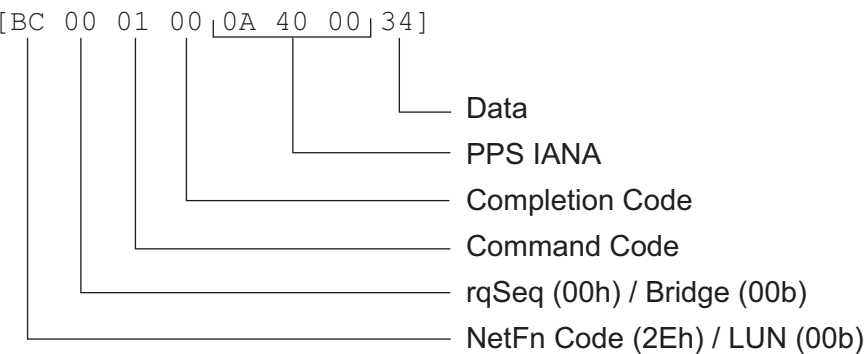 [BC 00 01 00 0A 40 00 34]
Data
PPS IANA
Completion Code
Command Code
rqSeq (00h) / Bridge (00b)
NetFn Code (2Eh) / LUN (00b)